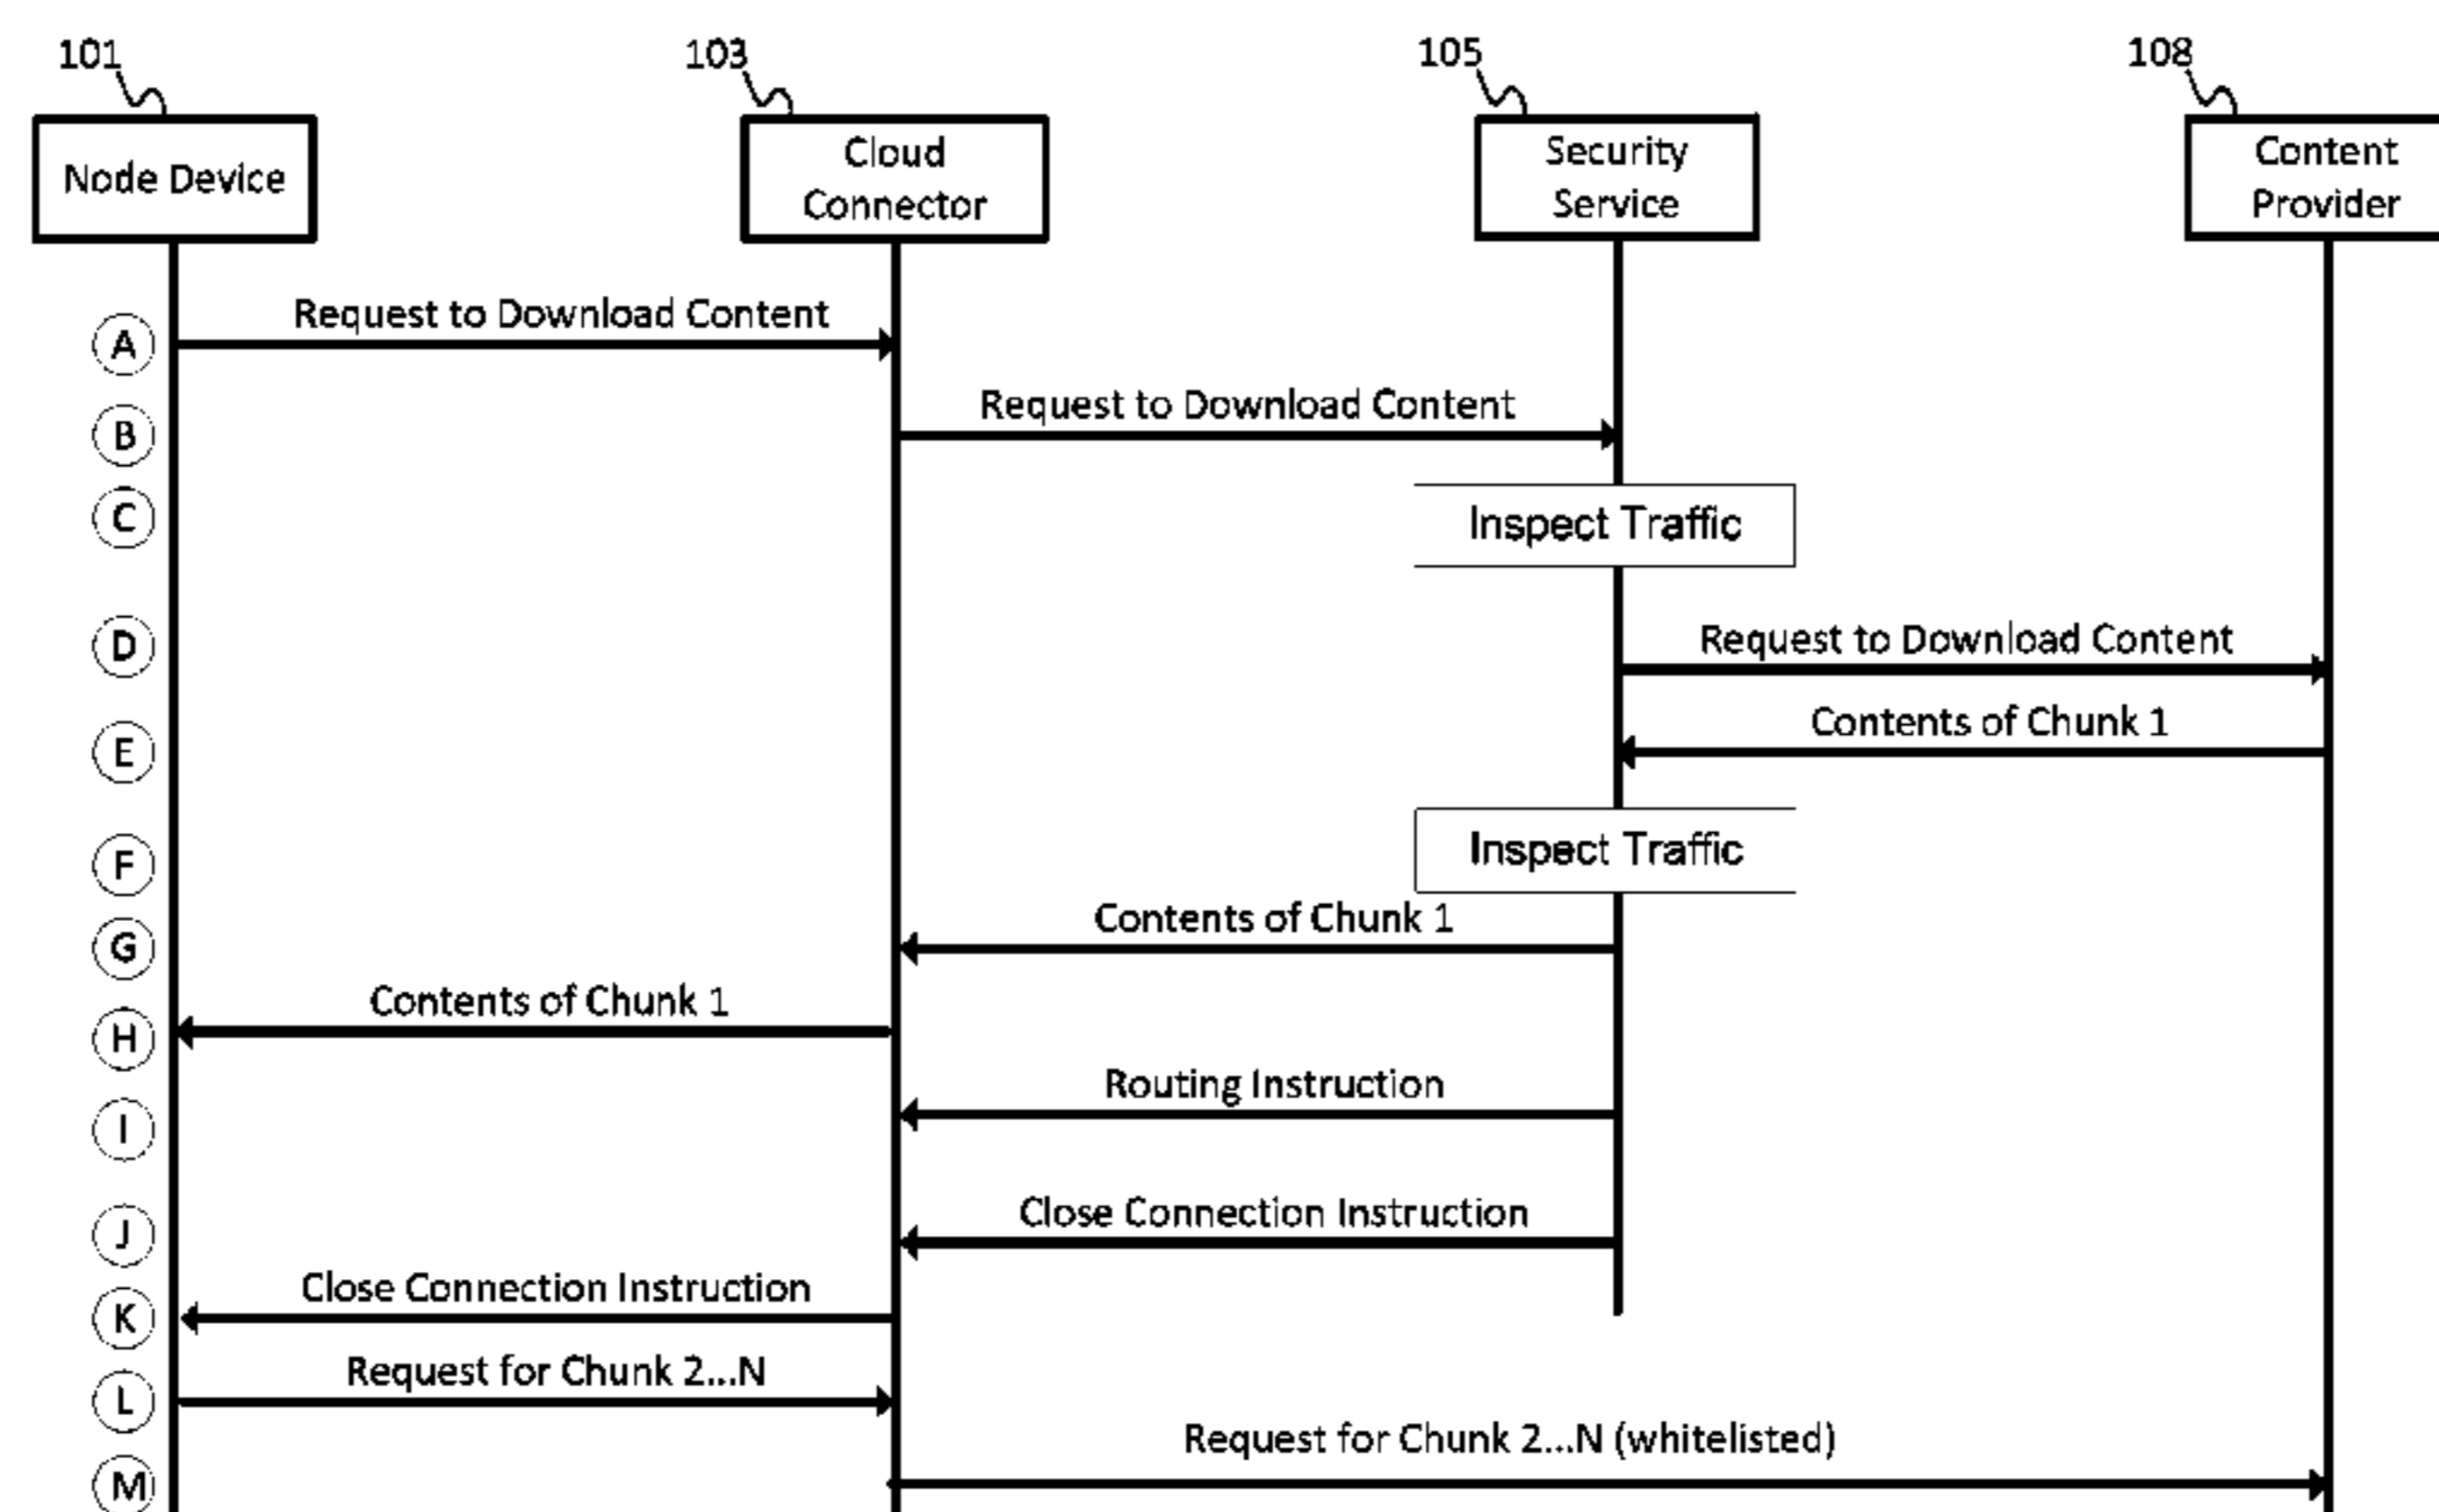 101
103
105
108
Node Device
Cloud
Connector
Security
Service
Content
Provider
A
Request to Download Content
B
Request to Download Content
C
Inspect Traffic
D
Request to Download Content
E
Contents of Chunk 1
F
Inspect Traffic
G
Contents of Chunk 1
H
Contents of Chunk 1
I
Routing Instruction
J
Close Connection Instruction
K
Close Connection Instruction
L
Request for Chunk 2...N
M
Request for Chunk 2...N (whitelisted)